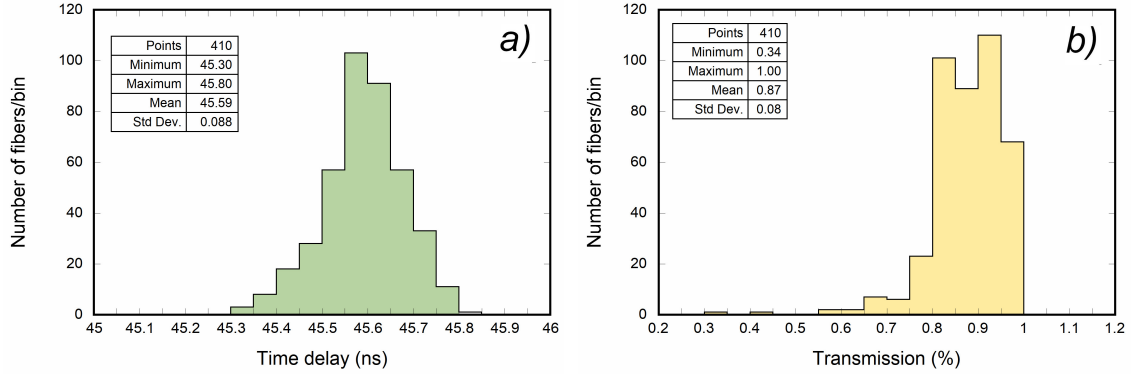 a)
Points 410
Minimum 45.30
Maximum 45.80
Mean 45.59
Std Dev. 0.088
Number of fibers/bin
120
100
80
60
40
20
0
45 45.1 45.2 45.3 45.4 45.5 45.6 45.7 45.8 45.9 46
Time delay (ns)
b)
Points 410
Minimum 0.34
Maximum 1.00
Mean 0.87
Std Dev. 0.08
Number of fibers/bin
120
100
80
60
40
20
0
0.2 0.3 0.4 0.5 0.6 0.7 0.8 0.9 1 1.1 1.2
Transmission (%)